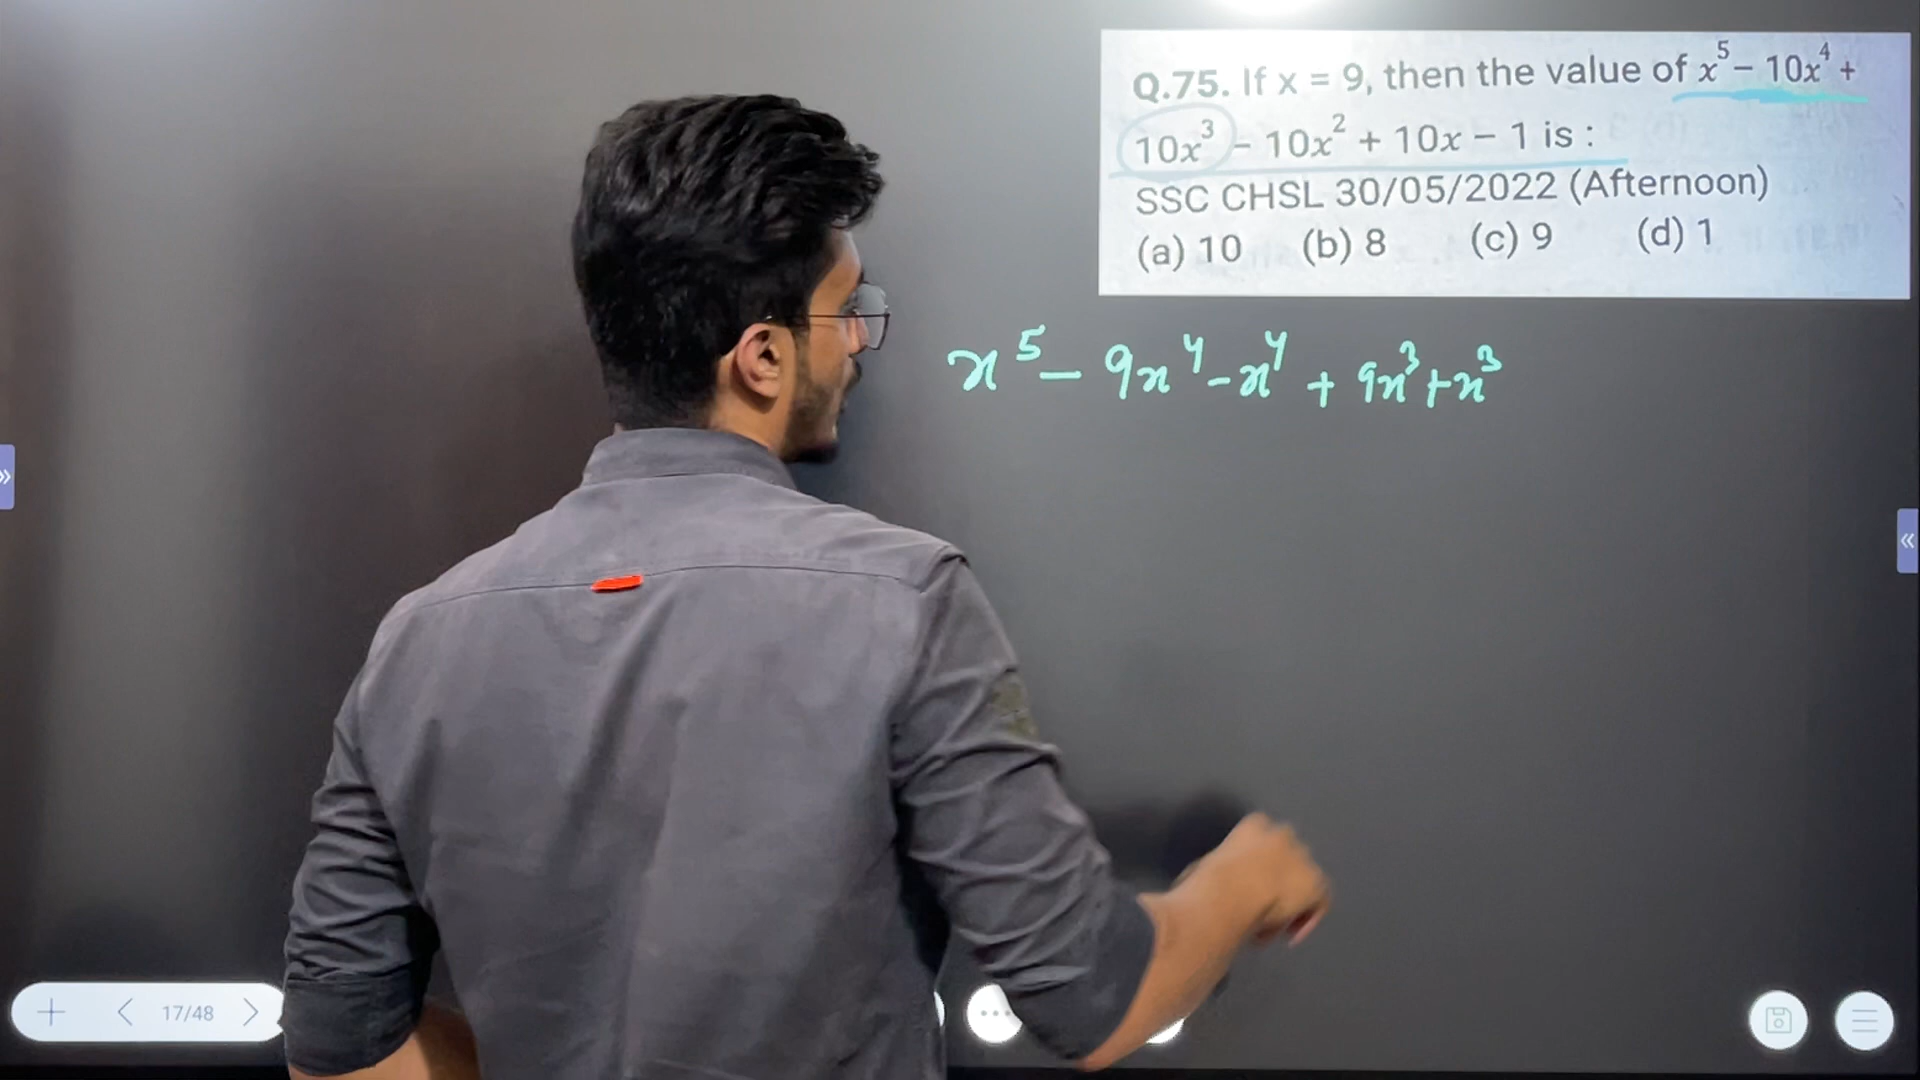 Q.75. If x = 9, then the value of x⁵ – 10x⁴ +
10x³ – 10x² + 10x – 1 is :
SSC CHSL 30/05/2022 (Afternoon)
(a) 10 (b) 8 (c) 9 (d) 1
x⁵ – 9x⁴ – x⁴ + 9x³ + x³
17/48